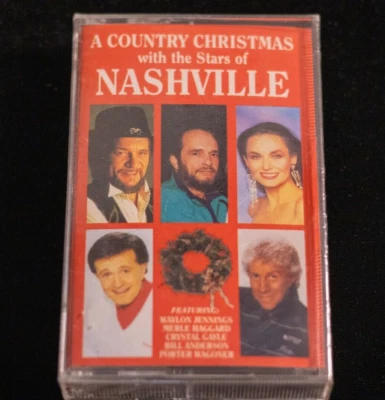 A COUNTRY CHRISTMAS
with the Stars of
NASHVILLE
FEATURING:
WAYLON JENNINGS
MERLE HAGGARD
CRYSTAL GAYLE
BILL ANDERSON
PORTER WAGONER